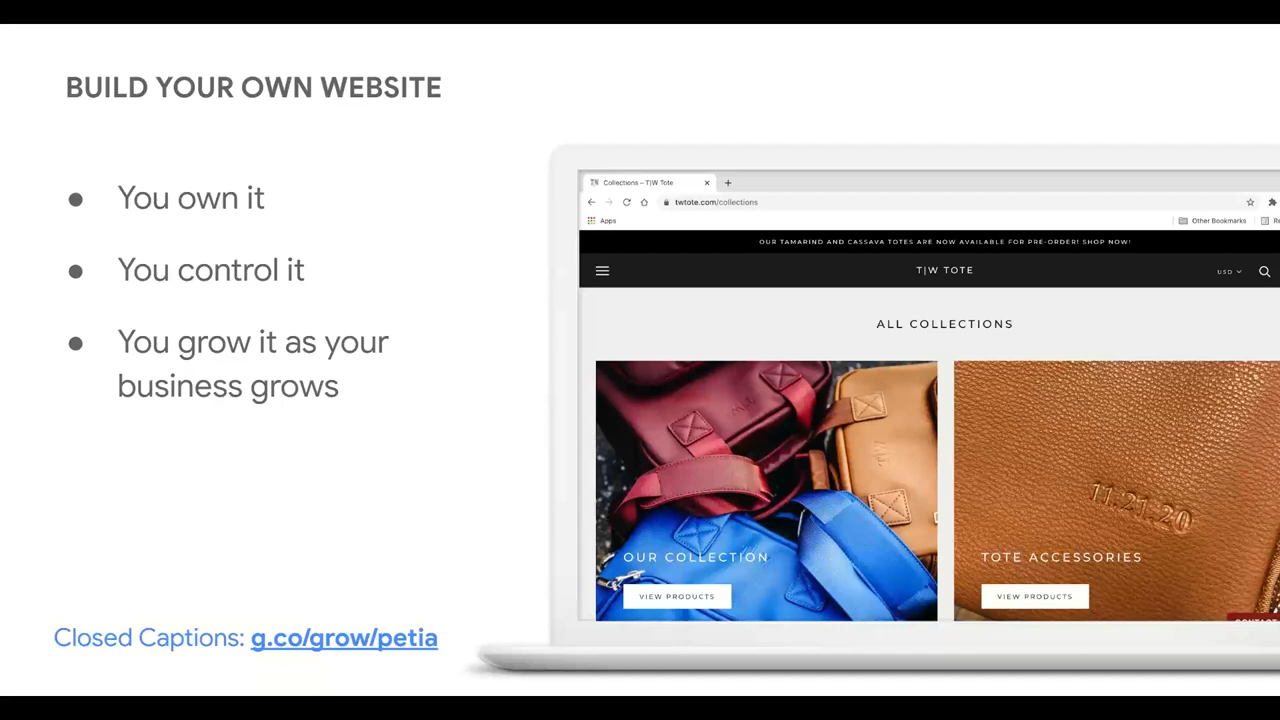 BUILD YOUR OWN WEBSITE
● You own it
● You control it
● You grow it as your
business grows
Closed Captions: g.co/grow/petia
Collections – T|W Tote
twtote.com/collections
Apps
Other Bookmarks
OUR TAMARIND AND CASSAVA TOTES ARE NOW AVAILABLE FOR PRE-ORDER! SHOP NOW!
T|W TOTE
USD
ALL COLLECTIONS
OUR COLLECTION
VIEW PRODUCTS
11.21.20
TOTE ACCESSORIES
VIEW PRODUCTS